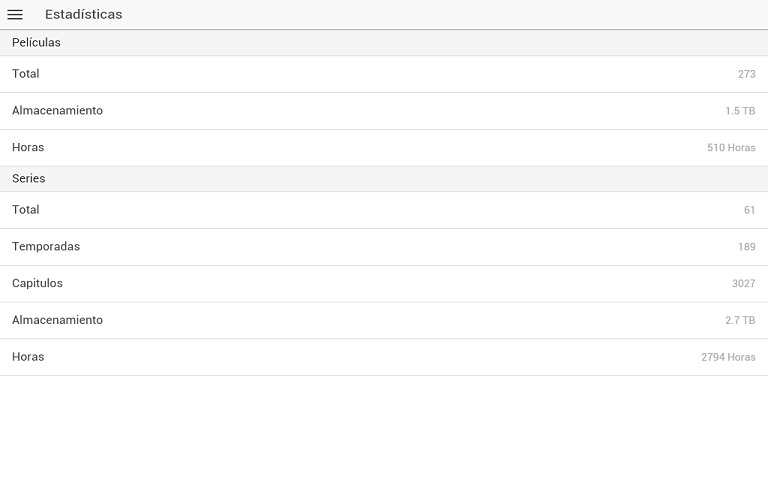 Estadísticas
Películas
Total 273
Almacenamiento 1.5 TB
Horas 510 Horas
Series
Total 61
Temporadas 189
Capitulos 3027
Almacenamiento 2.7 TB
Horas 2794 Horas